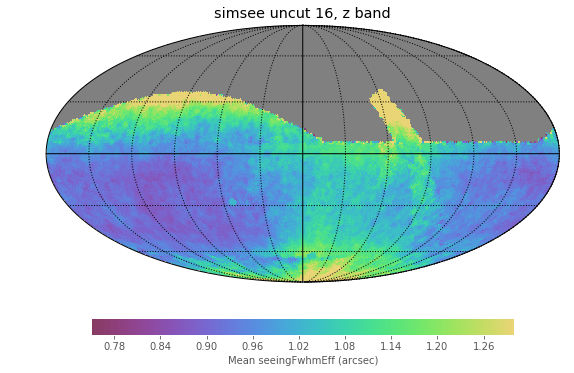 simsee uncut 16, z band
0.78 0.84 0.90 0.96 1.02 1.08 1.14 1.20 1.26
Mean seeingFwhmEff (arcsec)